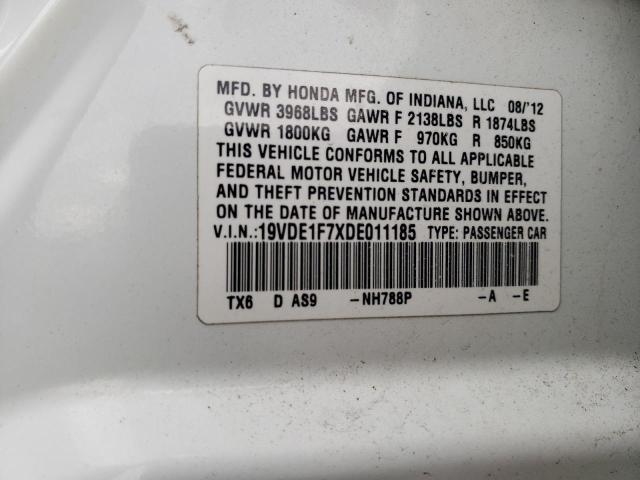 MFD. BY HONDA MFG. OF INDIANA, LLC 08/'12
GVWR 3968LBS GAWR F 2138LBS R 1874LBS
GVWR 1800KG GAWR F 970KG R 850KG
THIS VEHICLE CONFORMS TO ALL APPLICABLE
FEDERAL MOTOR VEHICLE SAFETY, BUMPER,
AND THEFT PREVENTION STANDARDS IN EFFECT
ON THE DATE OF MANUFACTURE SHOWN ABOVE.
V.I.N.:19VDE1F7XDE011185 TYPE: PASSENGER CAR
TX6 D AS9 -NH788P -A -E